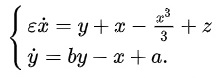 εẋ = y + x − x³/3 + z
ẏ = by − x + a.